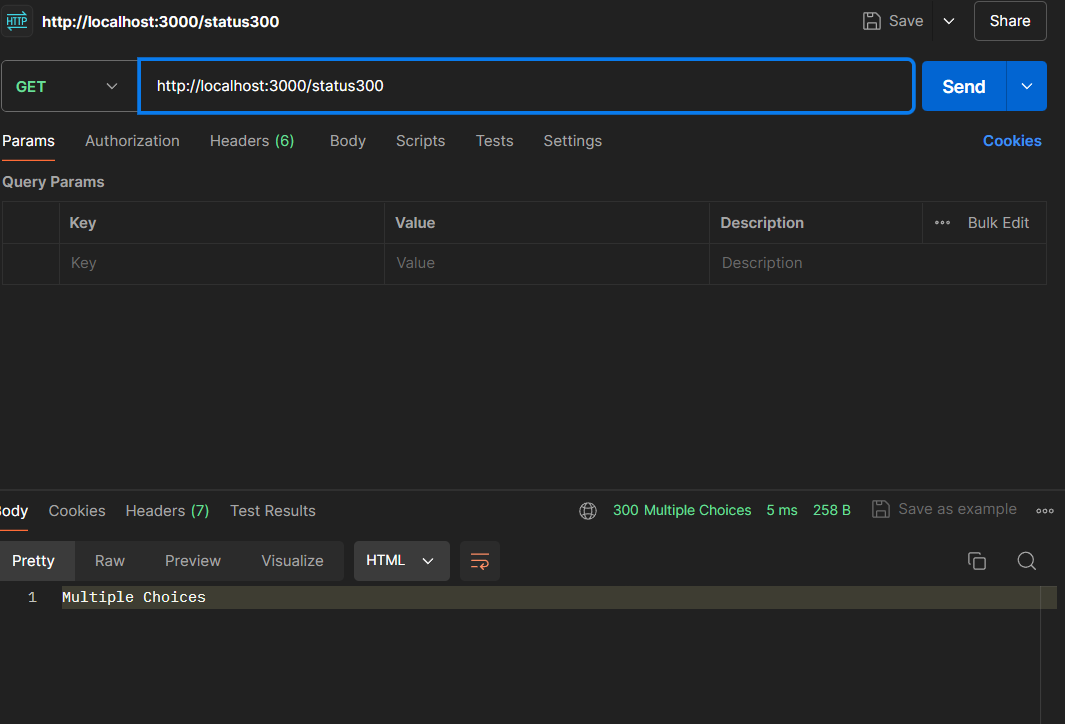 HTTP http://localhost:3000/status300 Save Share
GET http://localhost:3000/status300 Send
Params Authorization Headers (6) Body Scripts Tests Settings Cookies
Query Params
Key Value Description Bulk Edit
Key Value Description
Body Cookies Headers (7) Test Results 300 Multiple Choices 5 ms 258 B Save as example
Pretty Raw Preview Visualize HTML
1 Multiple Choices